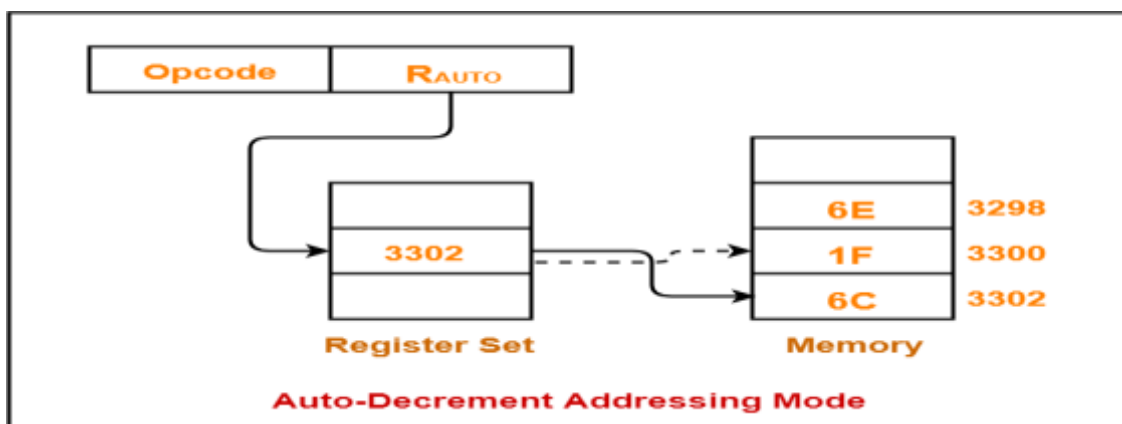 Opcode RAUTO
6E 3298
3302 1F 3300
6C 3302
Register Set Memory
Auto-Decrement Addressing Mode